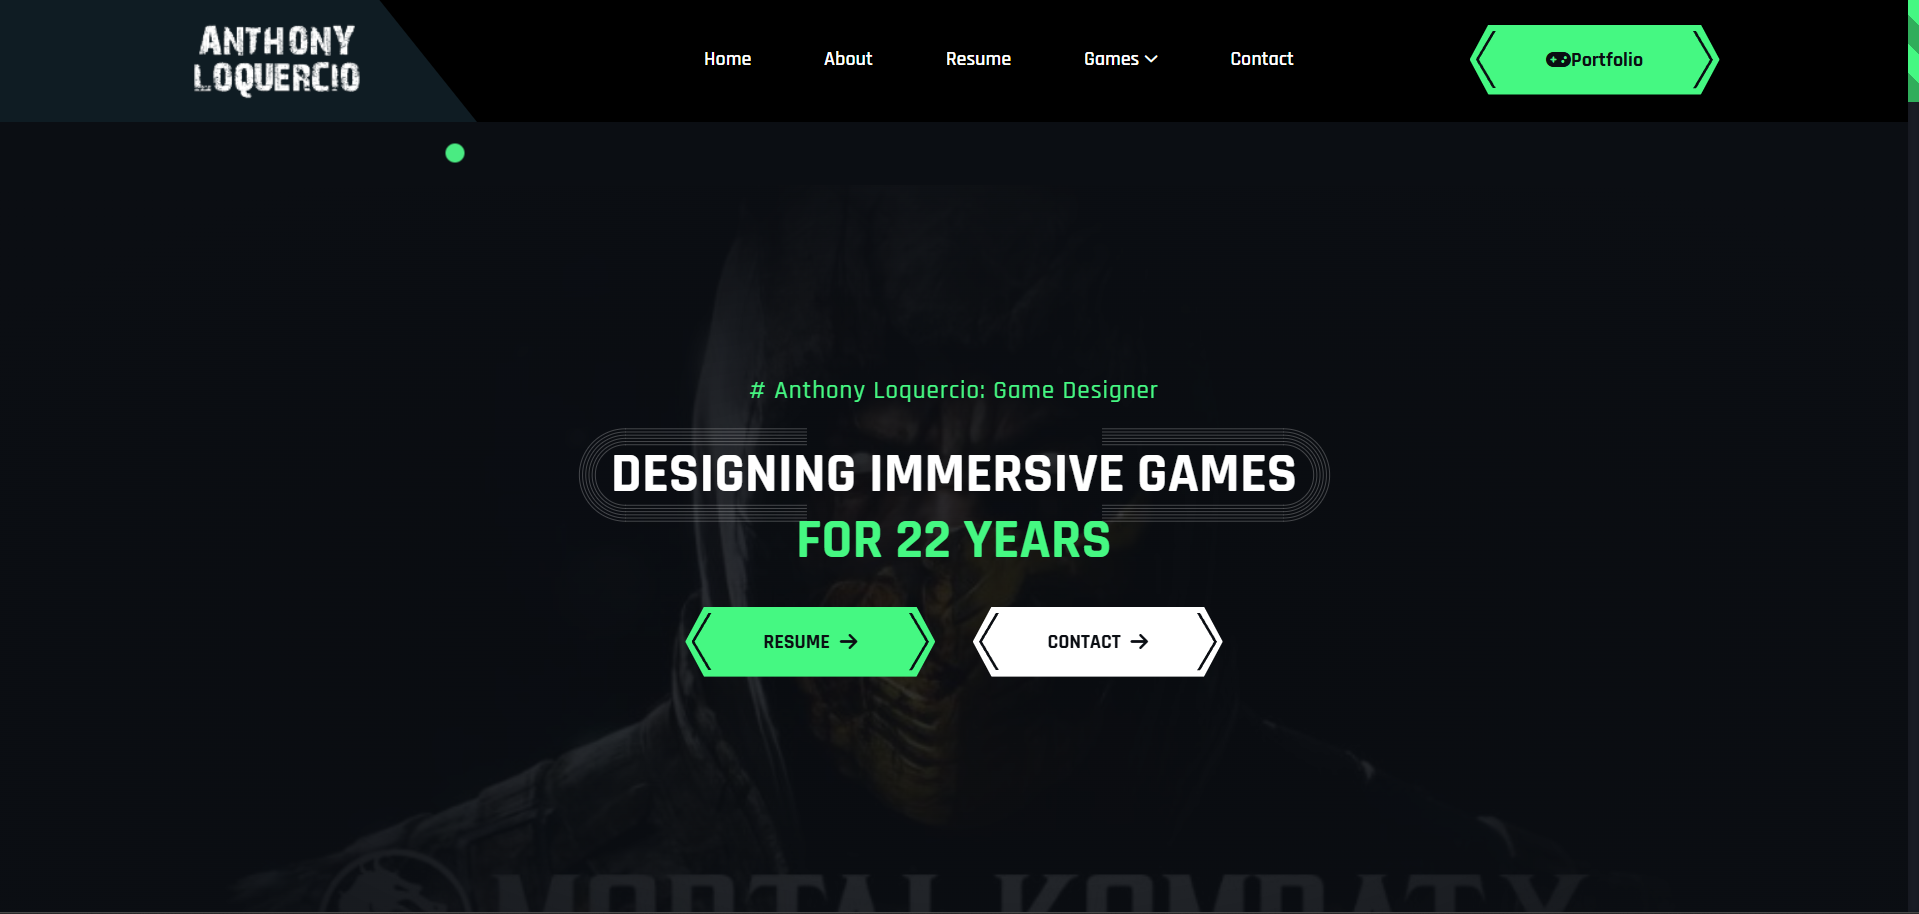 ANTHONY
LOQUERCIO
Home
About
Resume
Games
Contact
Portfolio
# Anthony Loquercio: Game Designer
DESIGNING IMMERSIVE GAMES
FOR 22 YEARS
RESUME
CONTACT
MORTAL KOMBAT X